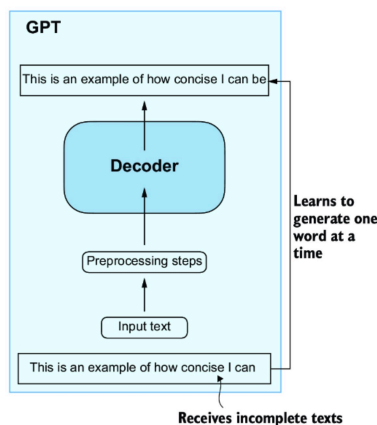 GPT
This is an example of how concise I can be
Decoder
Learns to
generate one
word at a
time
Preprocessing steps
Input text
This is an example of how concise I can
Receives incomplete texts